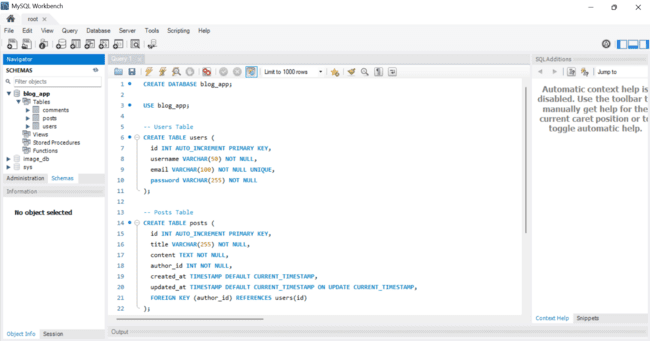 MySQL Workbench
root
File Edit View Query Database Server Tools Scripting Help
Navigator
SCHEMAS
Filter objects
blog_app
Tables
comments
posts
users
Views
Stored Procedures
Functions
image_db
sys
Administration Schemas
Information
No object selected
Object Info Session
Query 1
Limit to 1000 rows
1 CREATE DATABASE blog_app;
2
3 USE blog_app;
4
5 -- Users Table
6 CREATE TABLE users (
7 id INT AUTO_INCREMENT PRIMARY KEY,
8 username VARCHAR(50) NOT NULL,
9 email VARCHAR(100) NOT NULL UNIQUE,
10 password VARCHAR(255) NOT NULL
11 );
12
13 -- Posts Table
14 CREATE TABLE posts (
15 id INT AUTO_INCREMENT PRIMARY KEY,
16 title VARCHAR(255) NOT NULL,
17 content TEXT NOT NULL,
18 author_id INT NOT NULL,
19 created_at TIMESTAMP DEFAULT CURRENT_TIMESTAMP,
20 updated_at TIMESTAMP DEFAULT CURRENT_TIMESTAMP ON UPDATE CURRENT_TIMESTAMP,
21 FOREIGN KEY (author_id) REFERENCES users(id)
22 );
Output
SQLAdditions
Jump to
Automatic context help is
disabled. Use the toolbar t
manually get help for the
current caret position or t
toggle automatic help.
Context Help Snippets